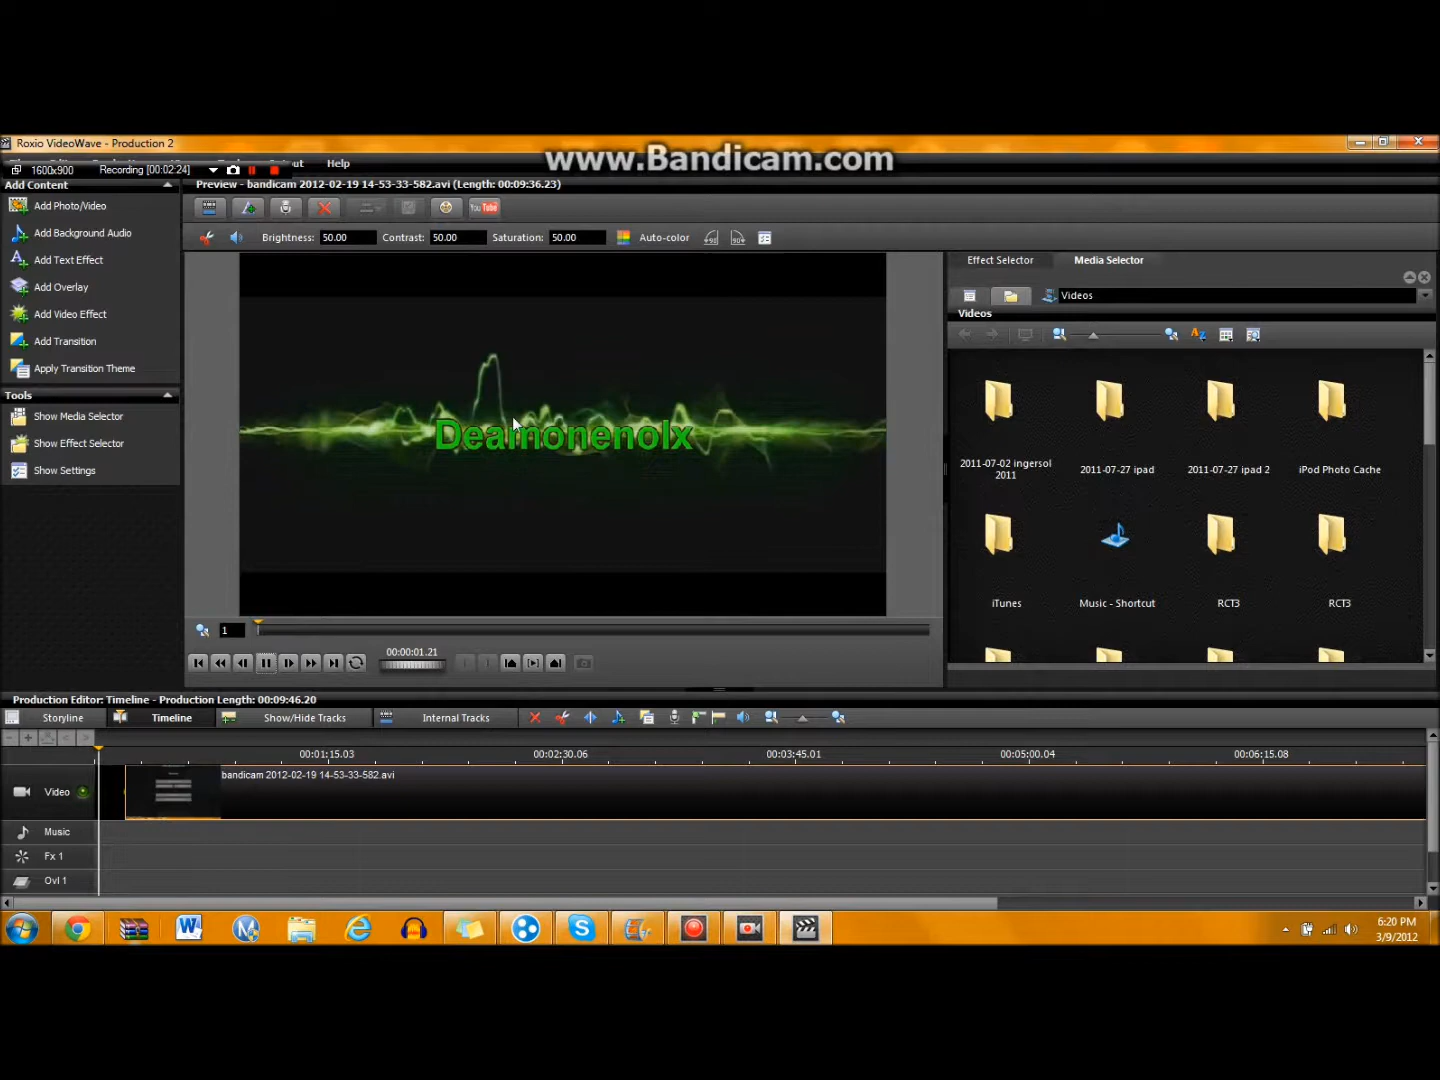 Roxio VideoWave - Production 2
www.Bandicam.com
Help
1600x900
Recording [00:02:24]
Add Content
Preview - bandicam 2012-02-19 14-53-33-582.avi (Length: 00:09:36.23)
Add Photo/Video
You Tube
Add Background Audio
Brightness: 50.00 Contrast: 50.00 Saturation: 50.00 Auto-color
Add Text Effect
Effect Selector Media Selector
Add Overlay
Videos
Add Video Effect
Videos
Add Transition
Apply Transition Theme
Tools
Show Media Selector
Show Effect Selector
Show Settings
Deamonenolx
2011-07-02 ingersol 2011
2011-07-27 ipad
2011-07-27 ipad 2
iPod Photo Cache
iTunes
Music - Shortcut
RCT3
RCT3
1
00:00:01.21
Production Editor: Timeline - Production Length: 00:09:46.20
Storyline Timeline Show/Hide Tracks Internal Tracks
00:01:15.03 00:02:30.06 00:03:45.01 00:05:00.04 00:06:15.08
bandicam 2012-02-19 14-53-33-582.avi
Video
Music
Fx 1
Ovl 1
6:20 PM
3/9/2012